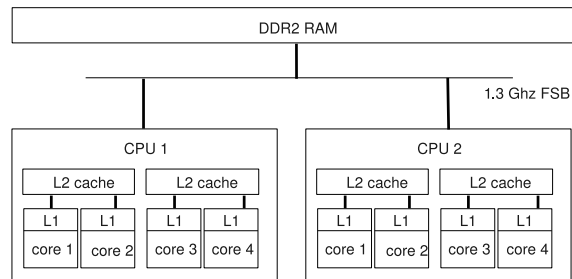 DDR2 RAM
1.3 Ghz FSB
CPU 1
CPU 2
L2 cache
L2 cache
L2 cache
L2 cache
L1 L1 L1 L1
L1 L1 L1 L1
core 1 core 2 core 3 core 4
core 1 core 2 core 3 core 4